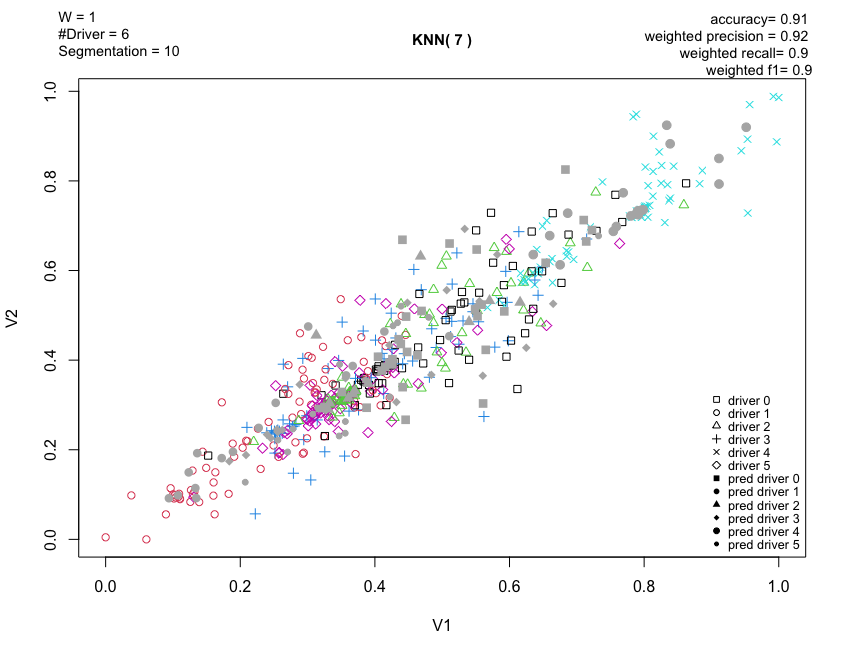 W = 1
#Driver = 6
Segmentation = 10
KNN( 7 )
accuracy= 0.91
weighted precision = 0.92
weighted recall= 0.9
weighted f1= 0.9
1.0
0.8
0.6
0.4
0.2
0.0
V2
driver 0
driver 1
driver 2
driver 3
driver 4
driver 5
pred driver 0
pred driver 1
pred driver 2
pred driver 3
pred driver 4
pred driver 5
0.0 0.2 0.4 0.6 0.8 1.0
V1